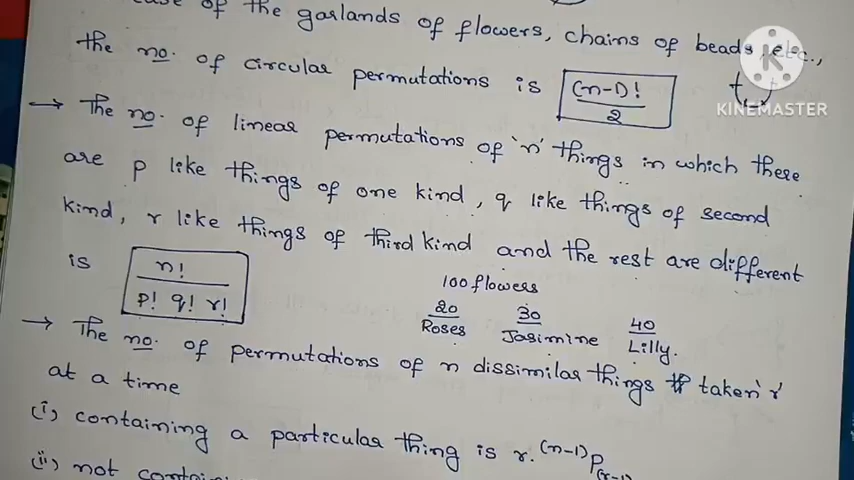 case of the garlands of flowers, chains of beads, etc.,
the no. of circular permutations is (n-1)! / 2
KINEMASTER
→ The no. of linear permutations of 'n' things in which there
are p like things of one kind, q like things of second
kind, r like things of third kind and the rest are different
is n! / p! q! r!
100 flowers
20 Roses 30 Jasimine 40 Lilly.
→ The no. of permutations of n dissimilar things taken 'r'
at a time
(i) containing a particular thing is r. (n-1)P(r-1)
(ii) not